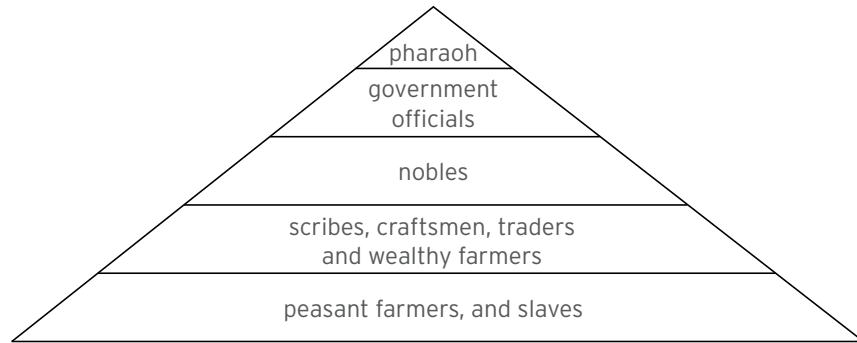 pharaoh
government
officials
nobles
scribes, craftsmen, traders
and wealthy farmers
peasant farmers, and slaves